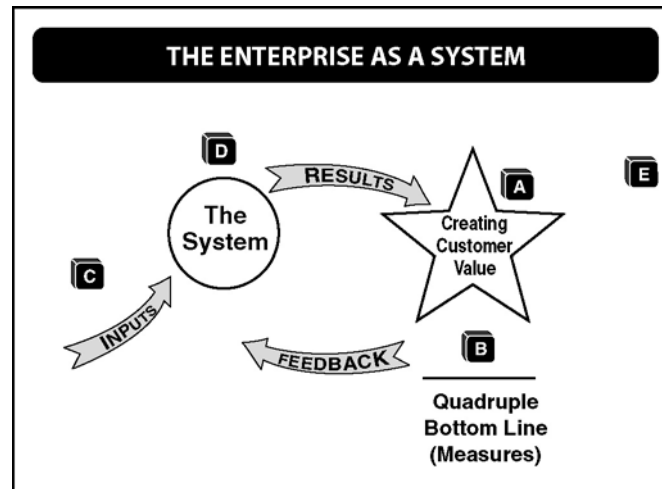 THE ENTERPRISE AS A SYSTEM
D
RESULTS
A
E
The
System
Creating
Customer
Value
C
INPUTS
B
FEEDBACK
Quadruple
Bottom Line
(Measures)